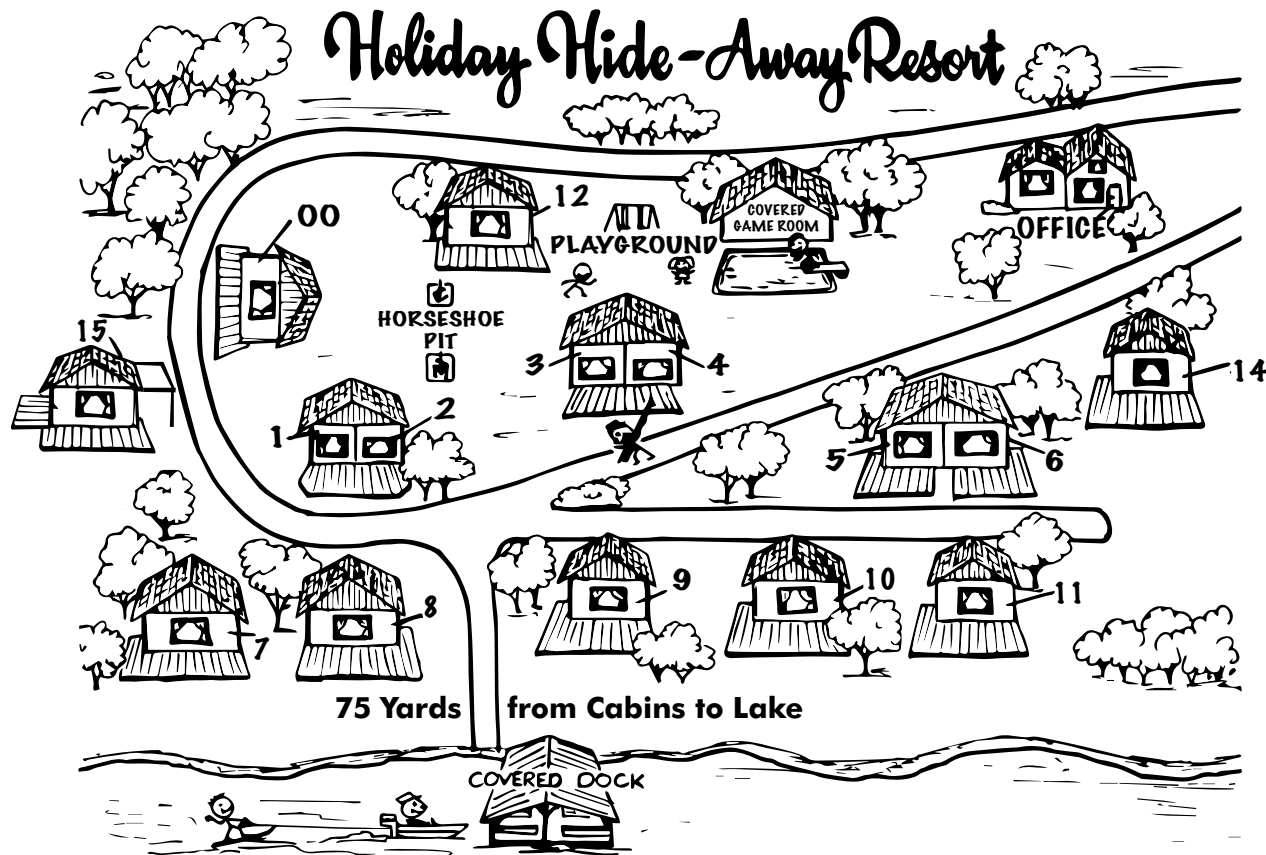 Holiday Hide-Away Resort
00
12
PLAYGROUND
COVERED
GAME ROOM
OFFICE
HORSESHOE
PIT
15
3
4
14
1
2
5
6
7
8
9
10
11
75 Yards from Cabins to Lake
COVERED DOCK